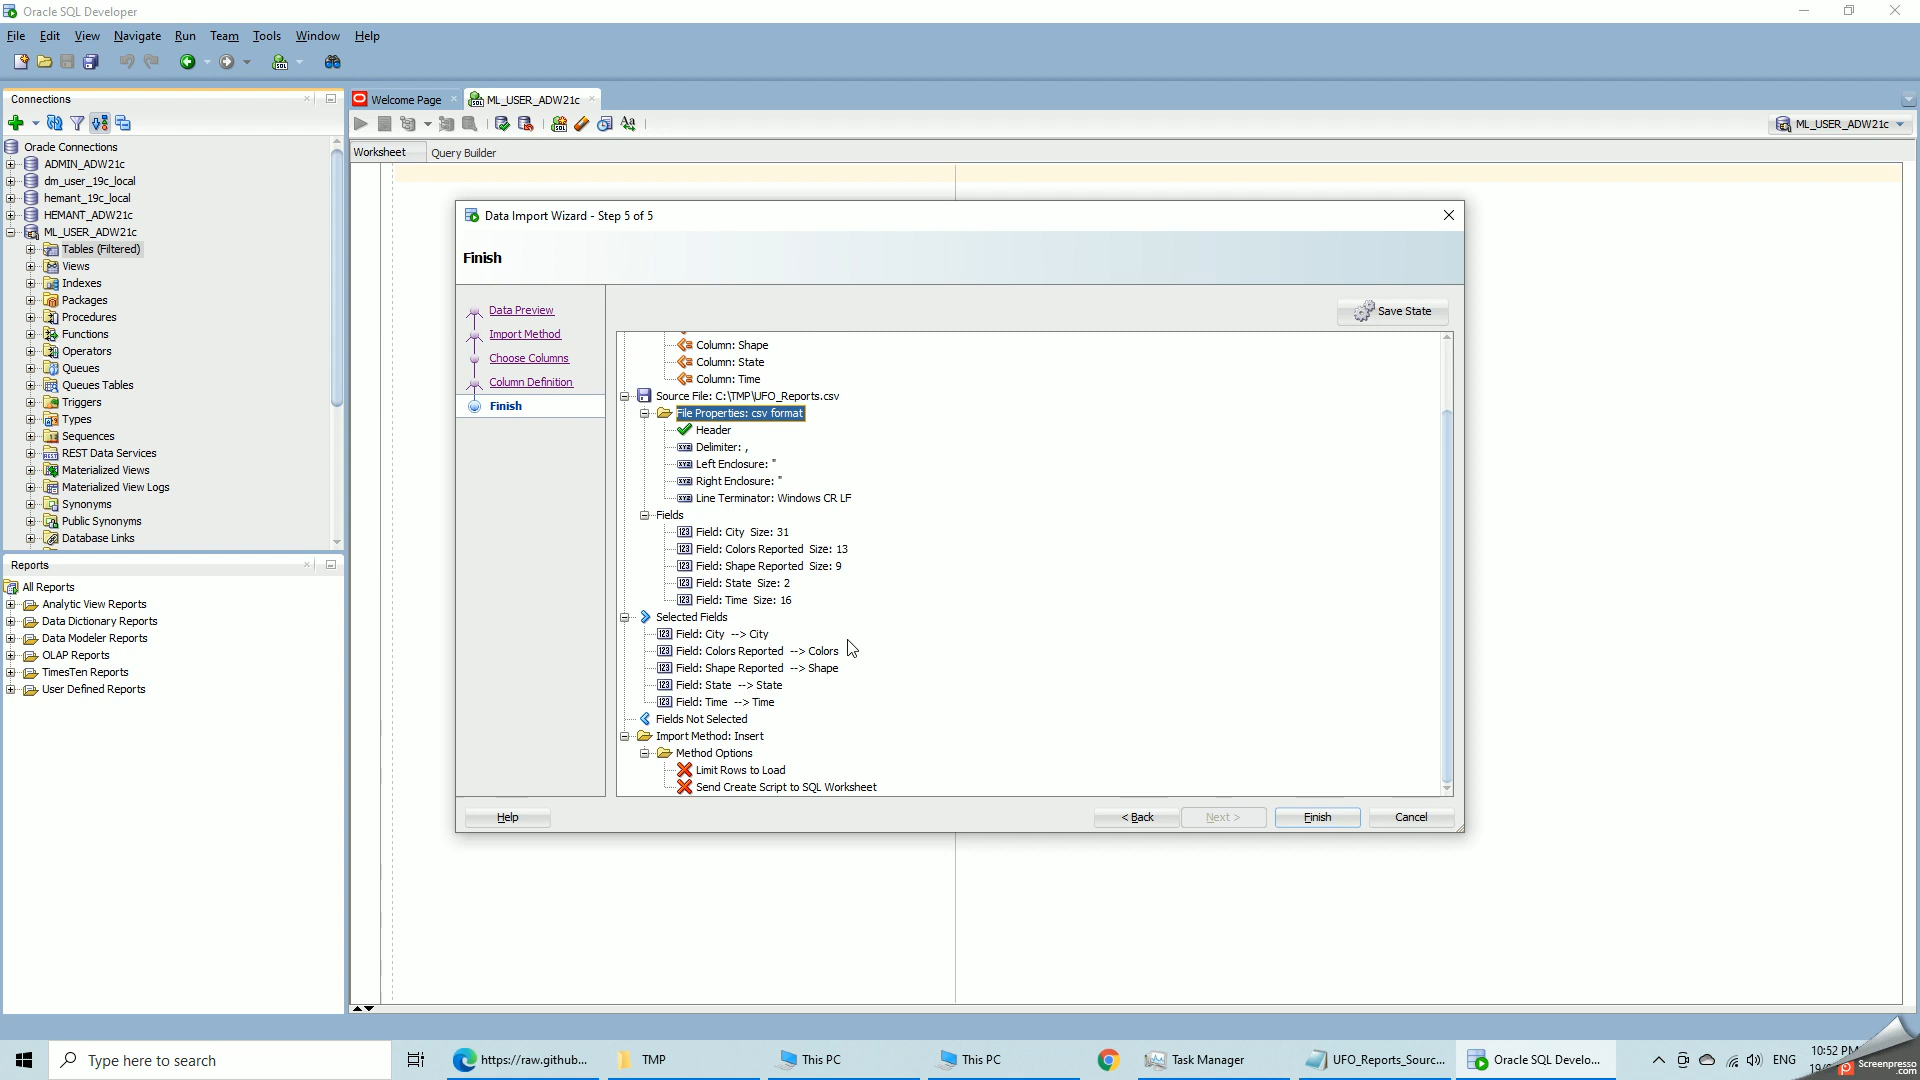 Oracle SQL Developer
File Edit View Navigate Run Team Tools Window Help
Connections
Oracle Connections
ADMIN_ADW21c
dm_user_19c_local
hemant_19c_local
HEMANT_ADW21c
ML_USER_ADW21c
Tables (Filtered)
Views
Indexes
Packages
Procedures
Functions
Operators
Queues
Queues Tables
Triggers
Types
Sequences
REST Data Services
Materialized Views
Materialized View Logs
Synonyms
Public Synonyms
Database Links
Reports
All Reports
Analytic View Reports
Data Dictionary Reports
Data Modeler Reports
OLAP Reports
TimesTen Reports
User Defined Reports
Welcome Page
ML_USER_ADW21c
ML_USER_ADW21c
Worksheet
Query Builder
Data Import Wizard - Step 5 of 5
Finish
Data Preview
Import Method
Choose Columns
Column Definition
Finish
Save State
Column: Shape
Column: State
Column: Time
Source File: C:\TMP\UFO_Reports.csv
File Properties: csv format
Header
Delimiter: ,
Left Enclosure: "
Right Enclosure: "
Line Terminator: Windows CR LF
Fields
Field: City Size: 31
Field: Colors Reported Size: 13
Field: Shape Reported Size: 9
Field: State Size: 2
Field: Time Size: 16
Selected Fields
Field: City --> City
Field: Colors Reported --> Colors
Field: Shape Reported --> Shape
Field: State --> State
Field: Time --> Time
Fields Not Selected
Import Method: Insert
Method Options
Limit Rows to Load
Send Create Script to SQL Worksheet
Help
< Back
Next >
Finish
Cancel
Type here to search
https://raw.github...
TMP
This PC
This PC
Task Manager
UFO_Reports_Sourc...
Oracle SQL Develo...
ENG
10:52 PM
Screenpresso
.com